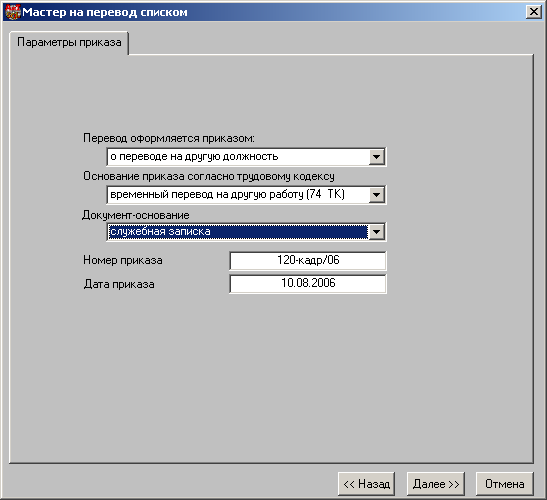 Мастер на перевод списком
Параметры приказа
Перевод оформляется приказом:
о переводе на другую должность
Основание приказа согласно трудовому кодексу
временный перевод на другую работу (74 ТК)
Документ-основание
служебная записка
Номер приказа 120-кадр/06
Дата приказа 10.08.2006
<< Назад Далее >> Отмена